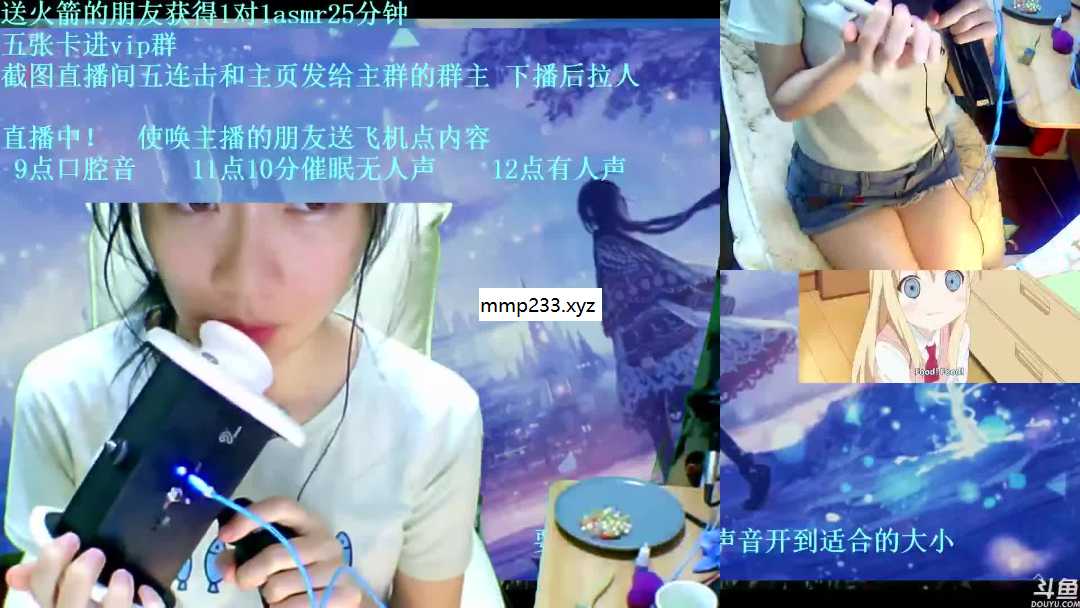 送火箭的朋友获得1对1asmr25分钟
五张卡进vip群
截图直播间五连击和主页发给主群的群主 下播后拉人
直播中！ 使唤主播的朋友送飞机点内容
9点口腔音 11点10分催眠无人声 12点有人声
mmp233.xyz
Food! Food!
声音开到适合的大小
斗鱼
DOUYU.COM